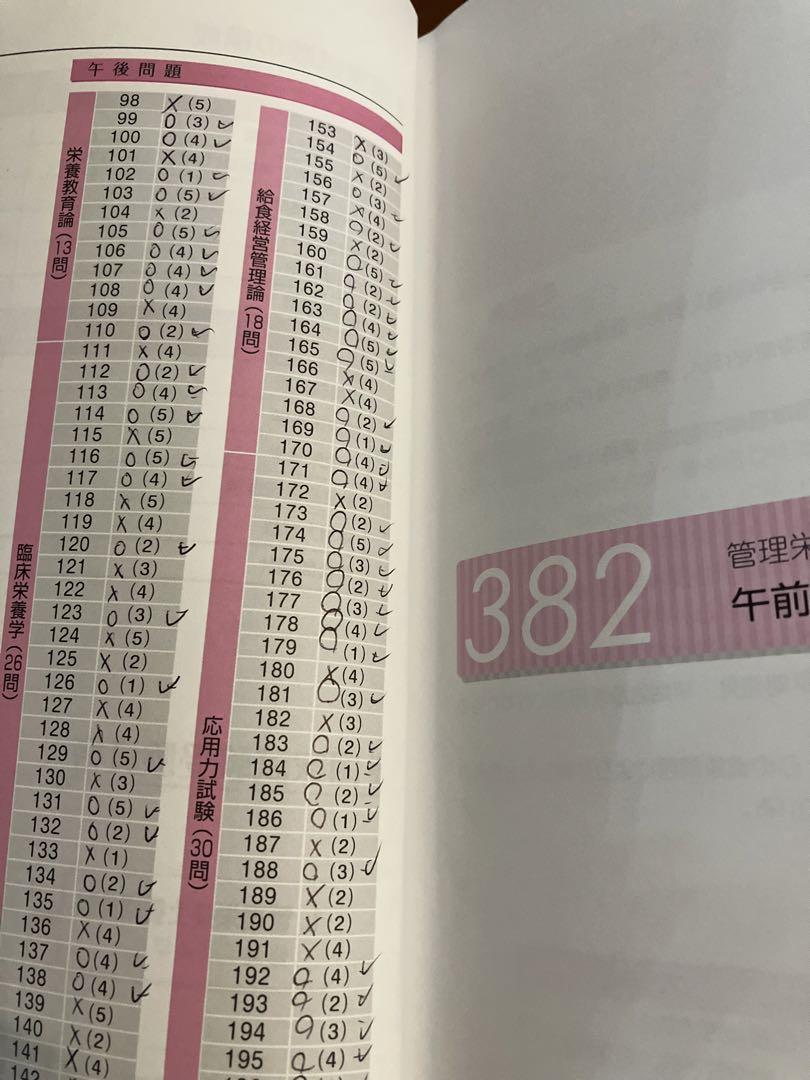 午後問題
栄養教育論(13問)
98 × (5)
99 ○ (3) ✓
100 ○ (4) ✓
101 × (4)
102 ○ (1) ✓
103 ○ (5) ✓
104 × (2)
105 ○ (5) ✓
106 ○ (4) ✓
107 ○ (4) ✓
108 ○ (4) ✓
109 × (4)
110 ○ (2) ✓
臨床栄養学(26問)
111 × (4)
112 ○ (2) ✓
113 ○ (4) ✓
114 ○ (5) ✓
115 × (5)
116 ○ (5) ✓
117 ○ (4) ✓
118 × (5)
119 × (4)
120 ○ (2) ✓
121 × (3)
122 × (4)
123 ○ (3) ✓
124 × (5)
125 × (2)
126 ○ (1) ✓
127 × (4)
128 × (4)
129 ○ (5) ✓
130 × (3)
131 ○ (5) ✓
132 ○ (2) ✓
133 × (1)
134 ○ (2) ✓
135 ○ (1) ✓
136 × (4)
137 ○ (4) ✓
138 ○ (4) ✓
139 × (5)
140 × (2)
141 × (4)
給食経営管理論(18問)
153 × (3)
154 ○ (5) ✓
155 × (2)
156 ○ (3) ✓
157 × (4)
158 ○ (2) ✓
159 × (2)
160 ○ (5) ✓
161 ○ (2) ✓
162 ○ (2) ✓
163 ○ (4) ✓
164 ○ (5) ✓
165 ○ (5) ✓
166 × (4)
167 × (4)
168 ○ (2) ✓
169 ○ (1) ✓
170 ○ (4) ✓
応用力試験(30問)
171 ○ (4) ✓
172 × (2)
173 ○ (2) ✓
174 ○ (5) ✓
175 ○ (3) ✓
176 ○ (2) ✓
177 ○ (3) ✓
178 ○ (4) ✓
179 ○ (1) ✓
180 × (4)
181 ○ (3) ✓
182 × (3)
183 ○ (2) ✓
184 ○ (1) ✓
185 ○ (2) ✓
186 ○ (1) ✓
187 × (2)
188 ○ (3) ✓
189 × (2)
190 × (2)
191 × (4)
192 ○ (4) ✓
193 ○ (2) ✓
194 ○ (3) ✓
195 ○ (4) ✓
382
管理栄
午前